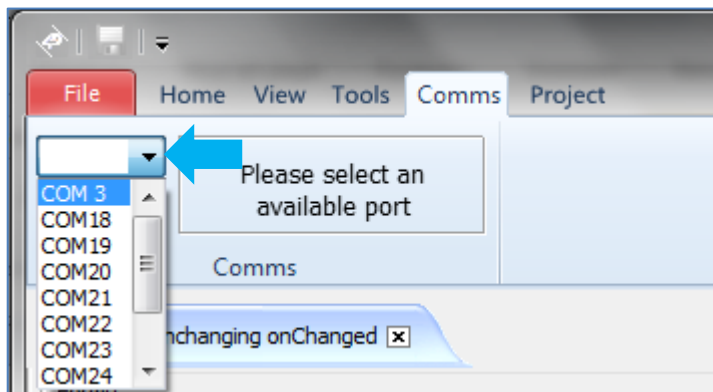 File Home View Tools Comms Project
Please select an
available port
COM 3
COM18
COM19
COM20
COM21
COM22
COM23
COM24
Comms
onChanged